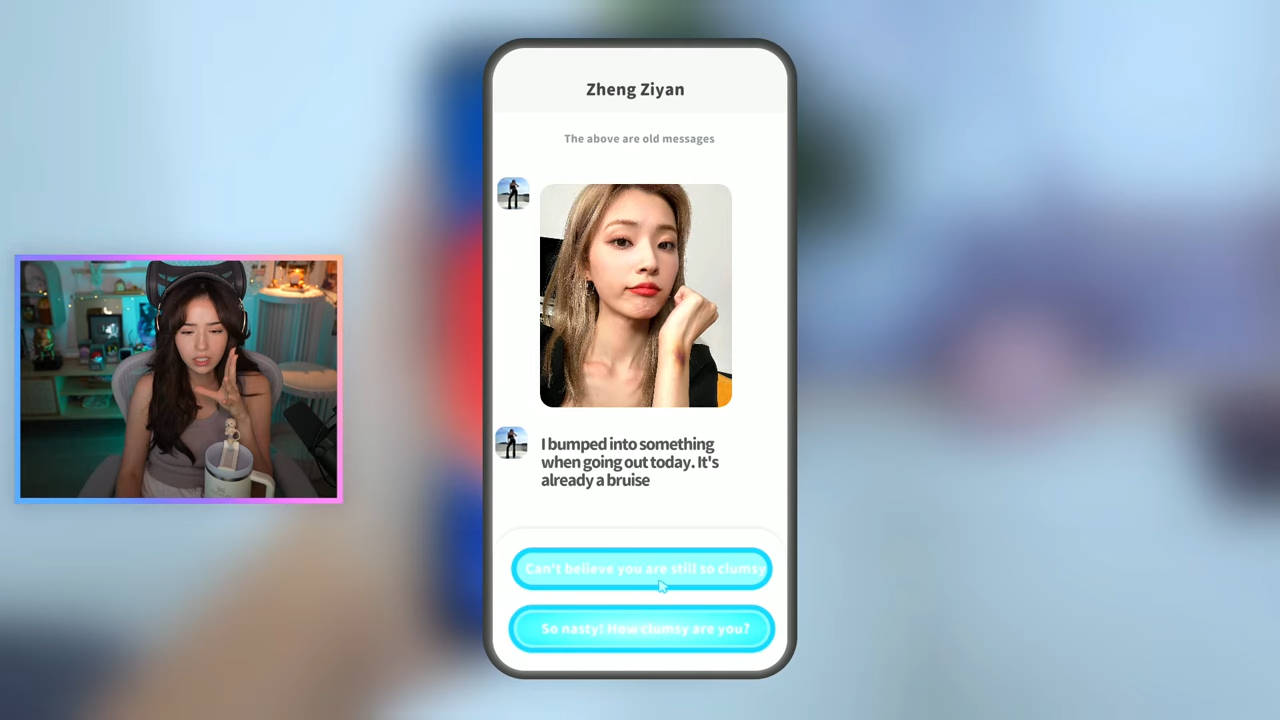 Zheng Ziyan
The above are old messages
I bumped into something
when going out today. It's
already a bruise
Can't believe you are still so clumsy
So nasty! How clumsy are you?